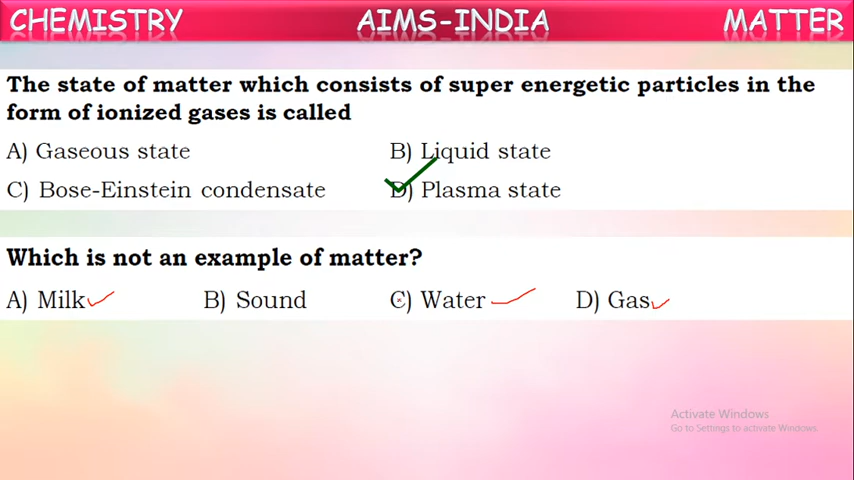 CHEMISTRY AIMS-INDIA MATTER
The state of matter which consists of super energetic particles in the
form of ionized gases is called
A) Gaseous state B) Liquid state
C) Bose-Einstein condensate D) Plasma state
Which is not an example of matter?
A) Milk B) Sound C) Water D) Gas
Activate Windows
Go to Settings to activate Windows.